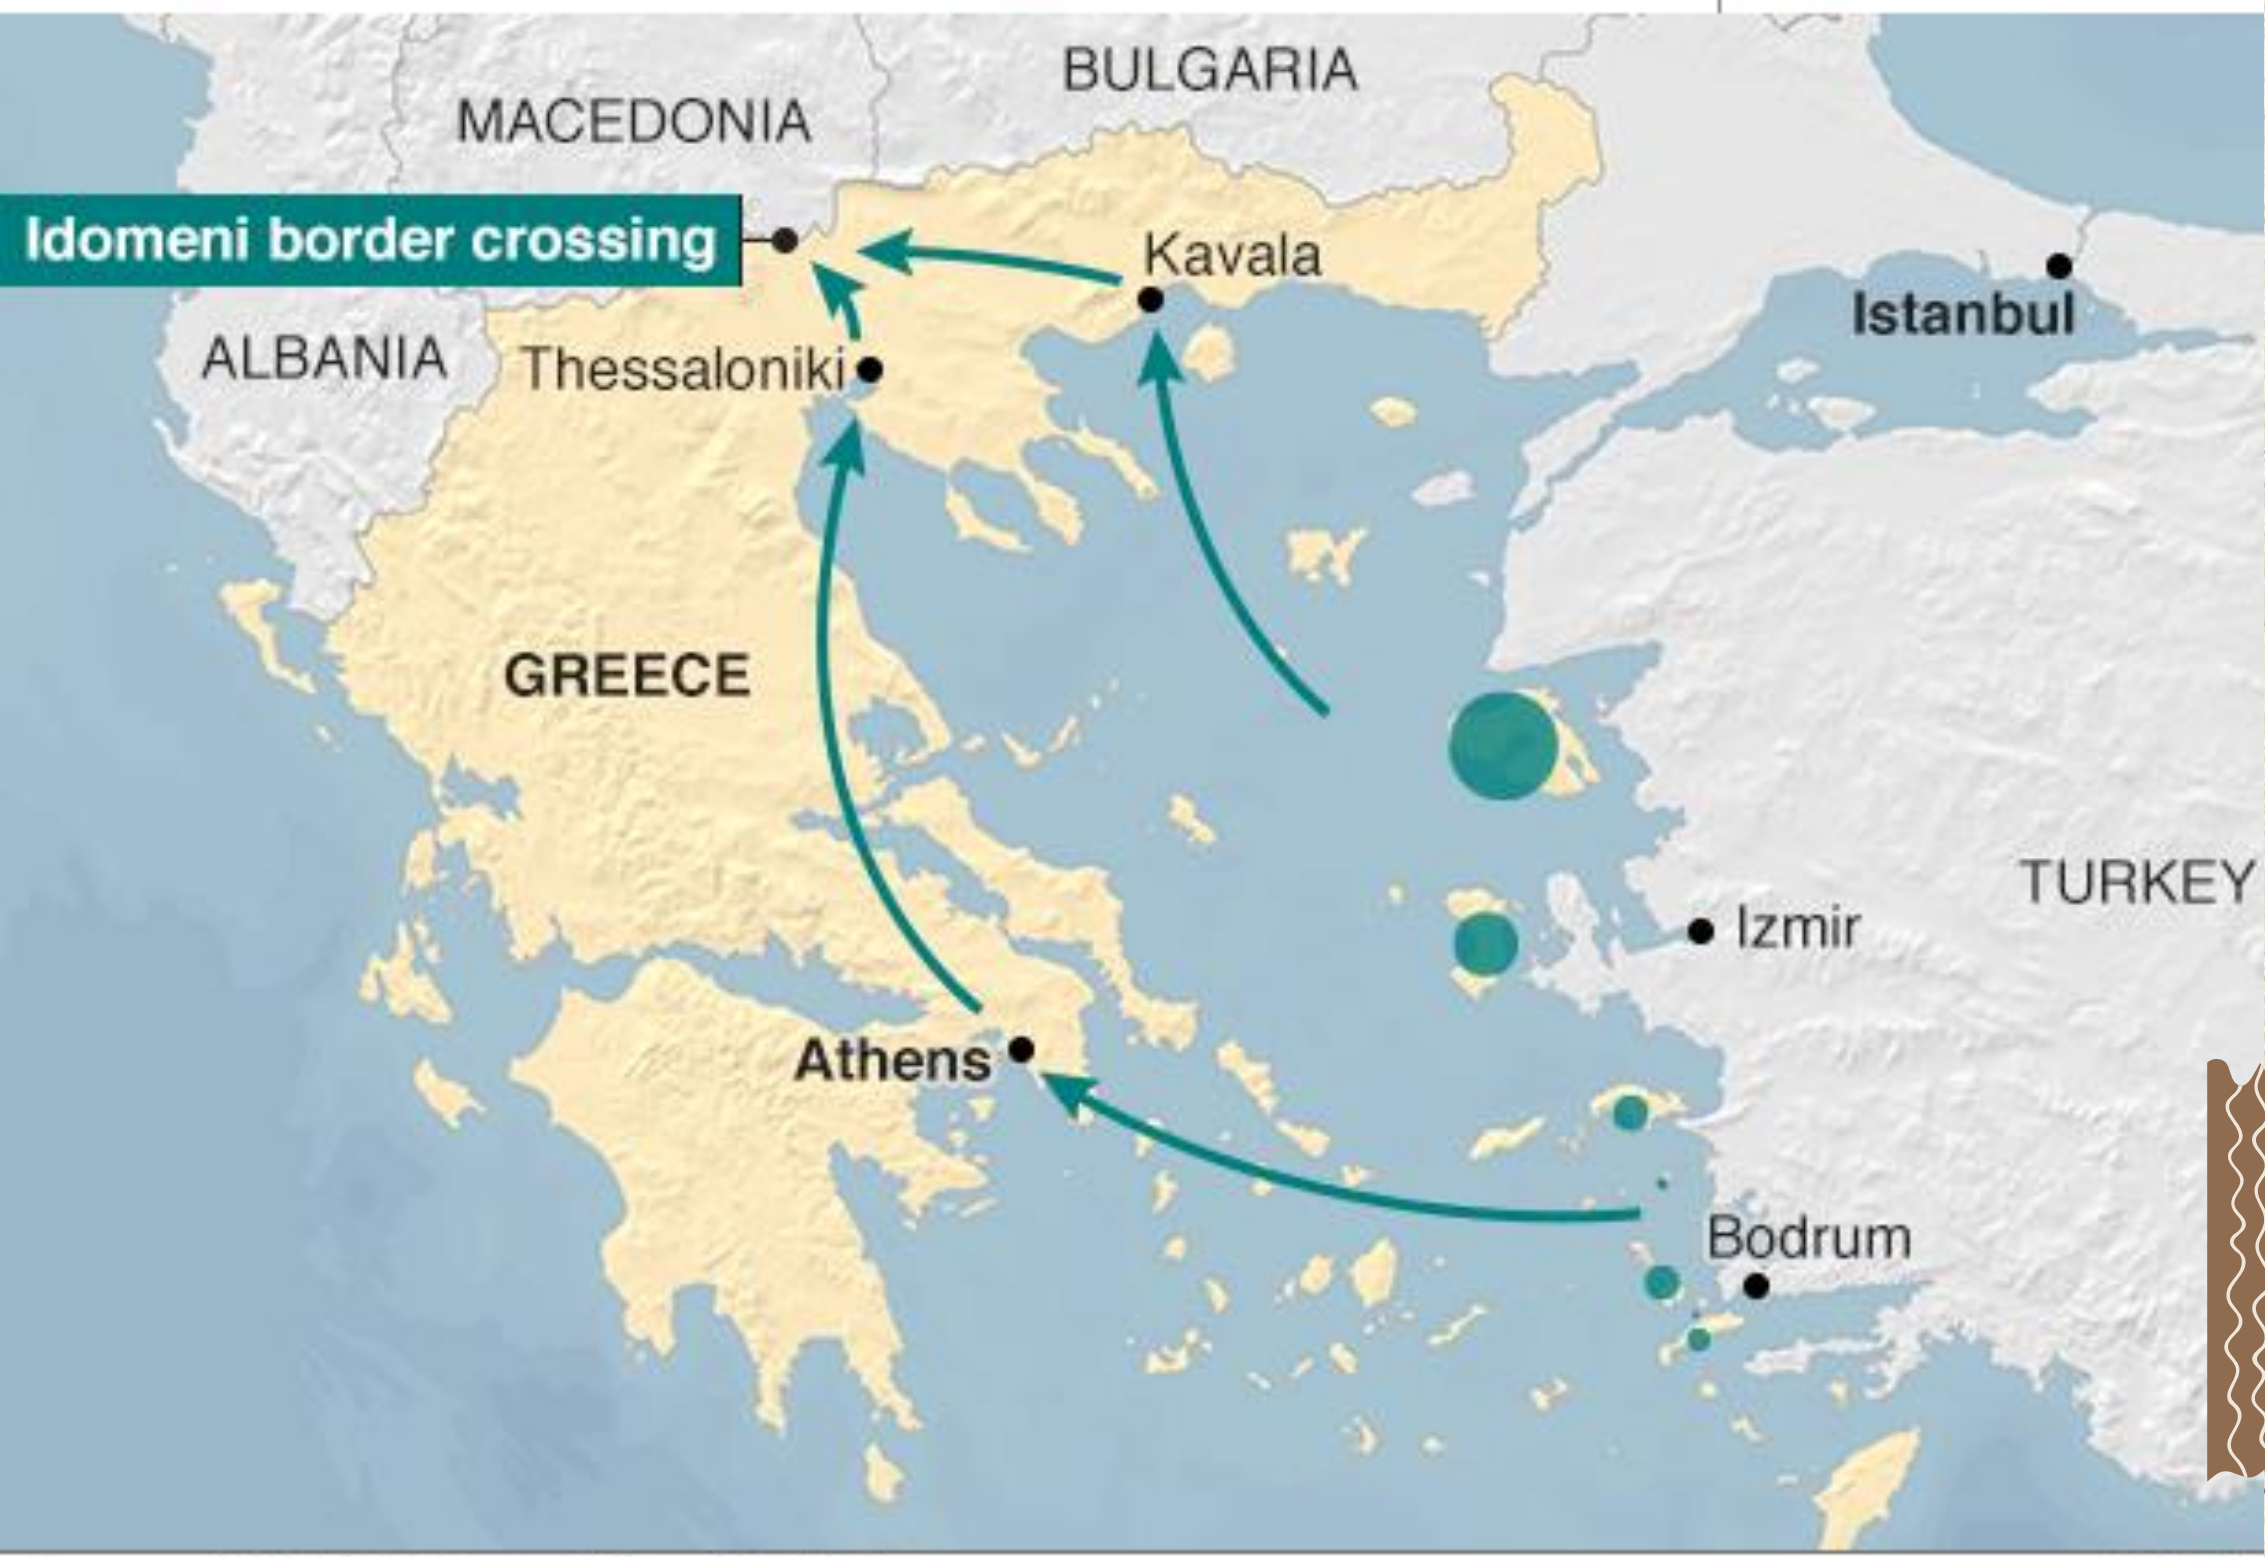 BULGARIA
MACEDONIA
Idomeni border crossing
Kavala
Istanbul
ALBANIA
Thessaloniki
GREECE
TURKEY
Izmir
Athens
Bodrum